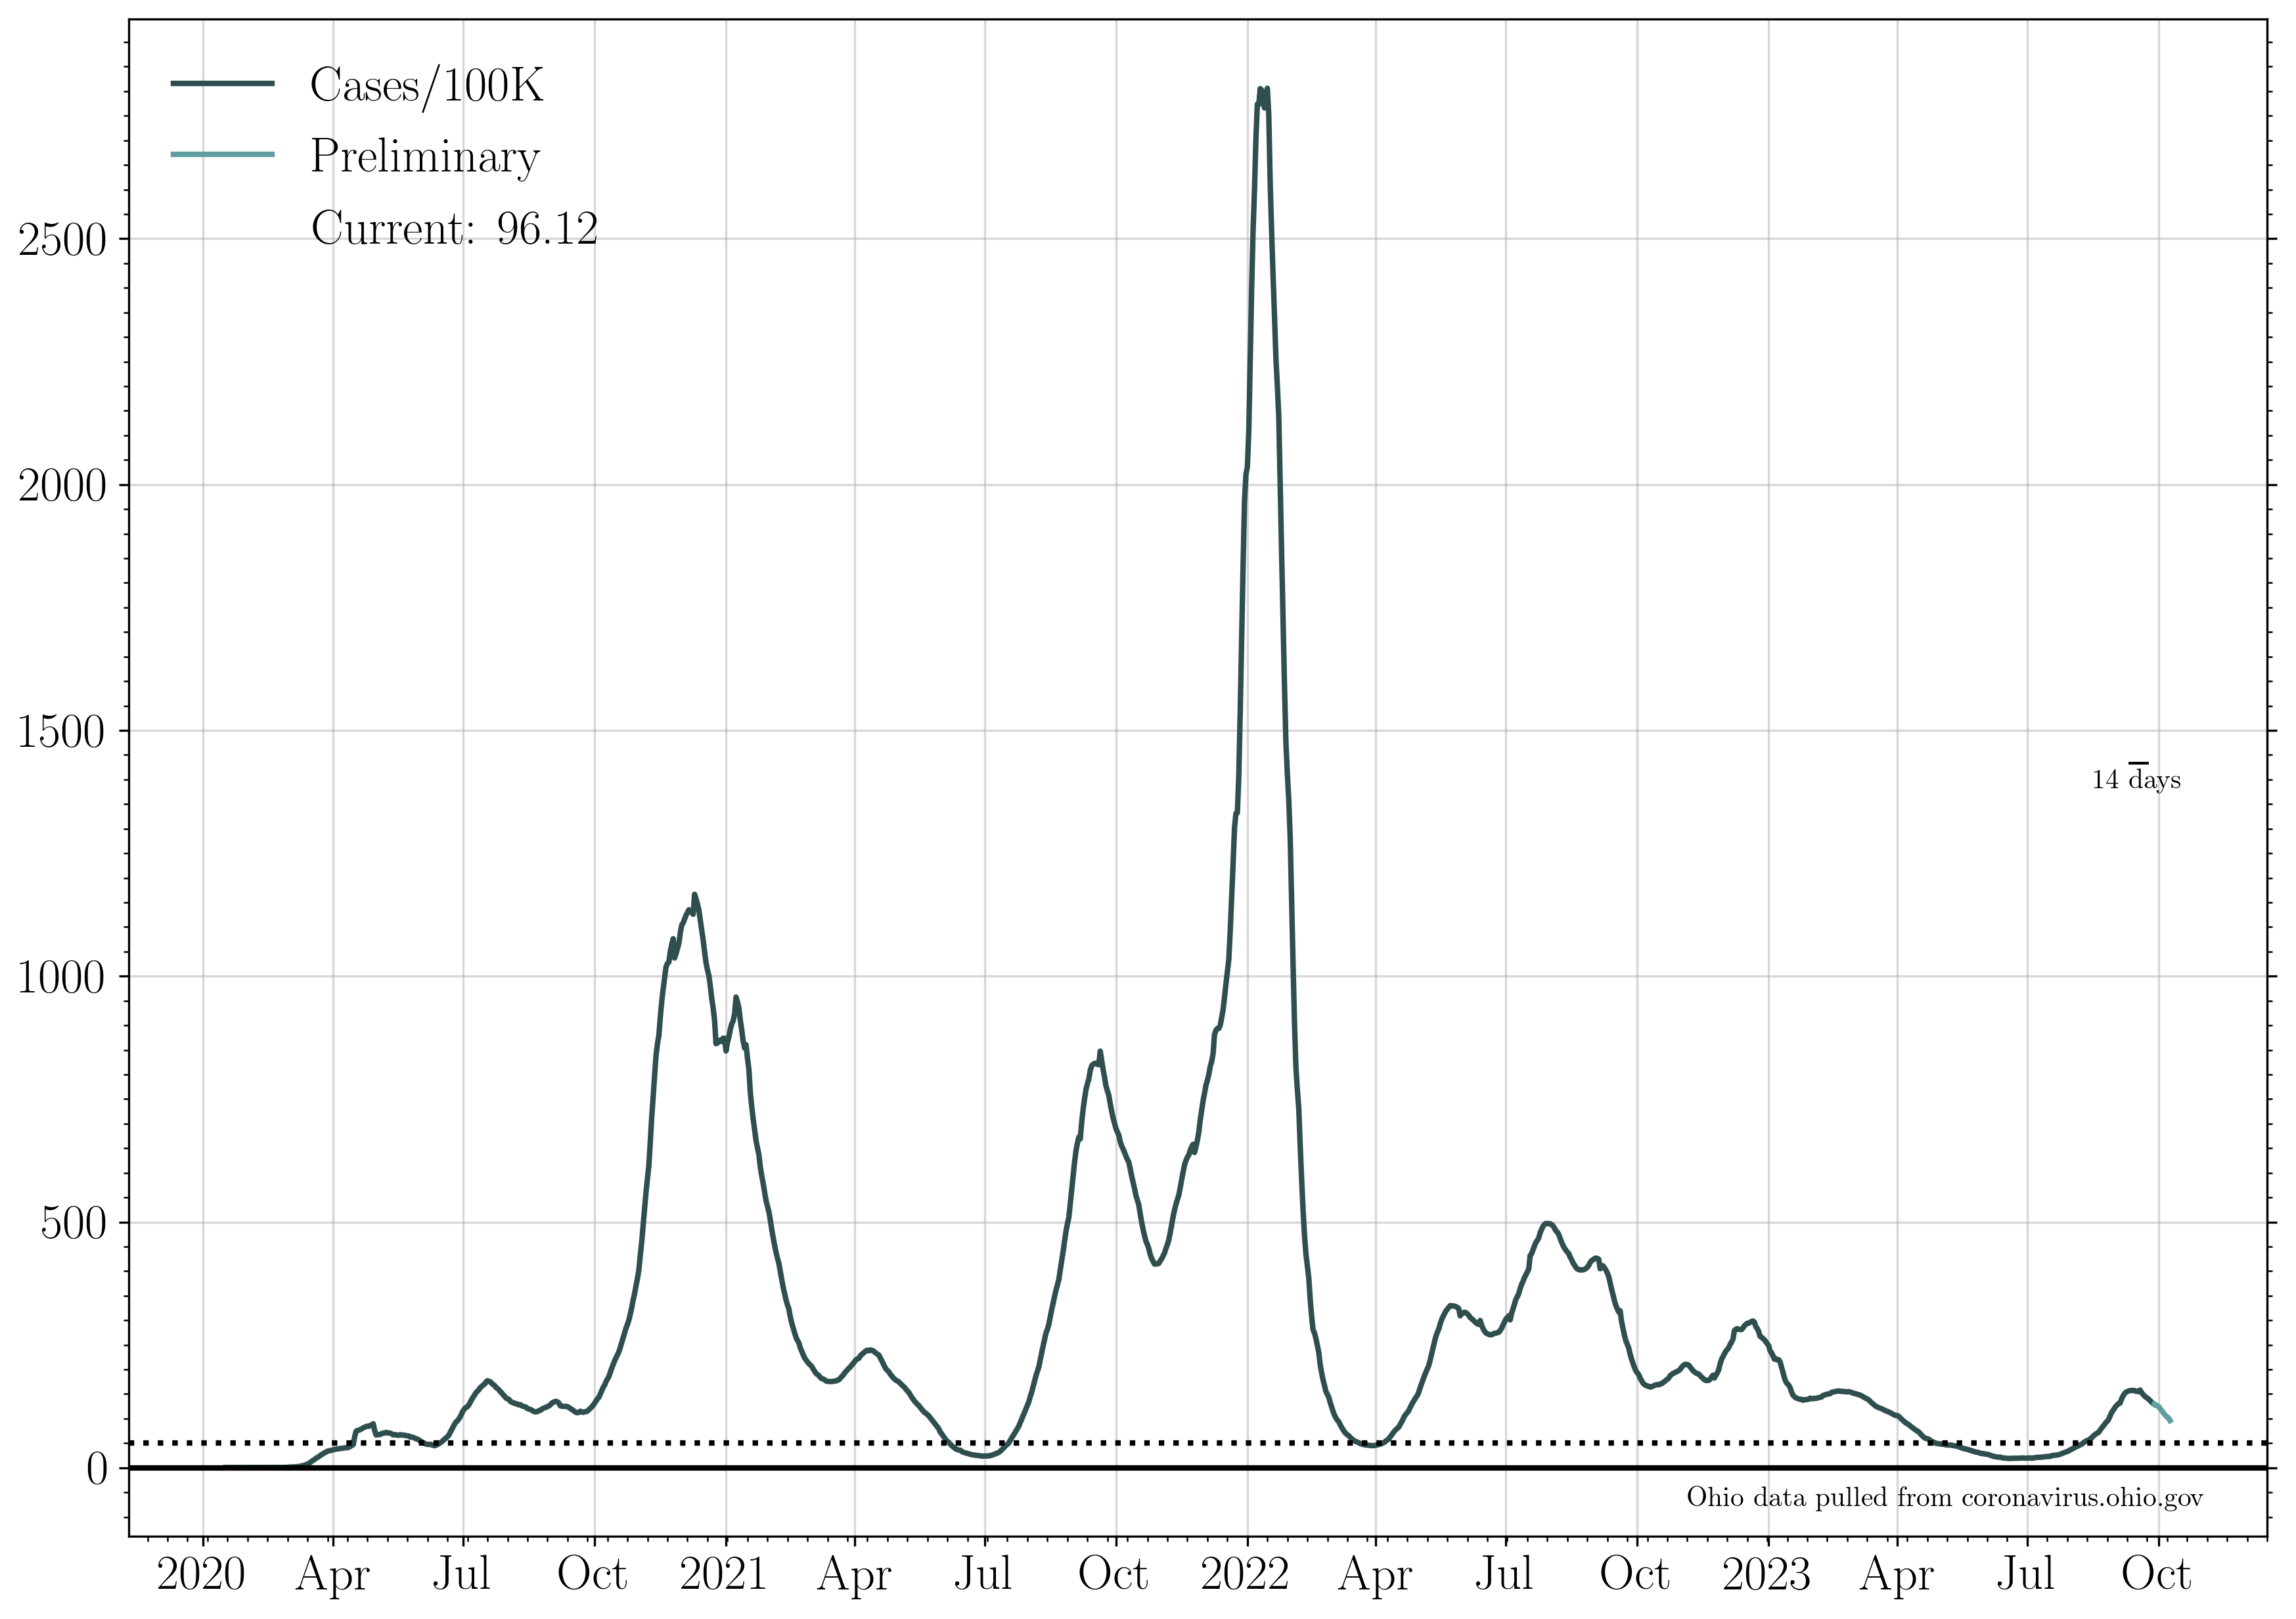 Cases/100K
Preliminary
Current: 96.12
2500
2000
1500
14 days
1000
500
0
Ohio data pulled from coronavirus.ohio.gov
2020 Apr Jul Oct 2021 Apr Jul Oct 2022 Apr Jul Oct 2023 Apr Jul Oct